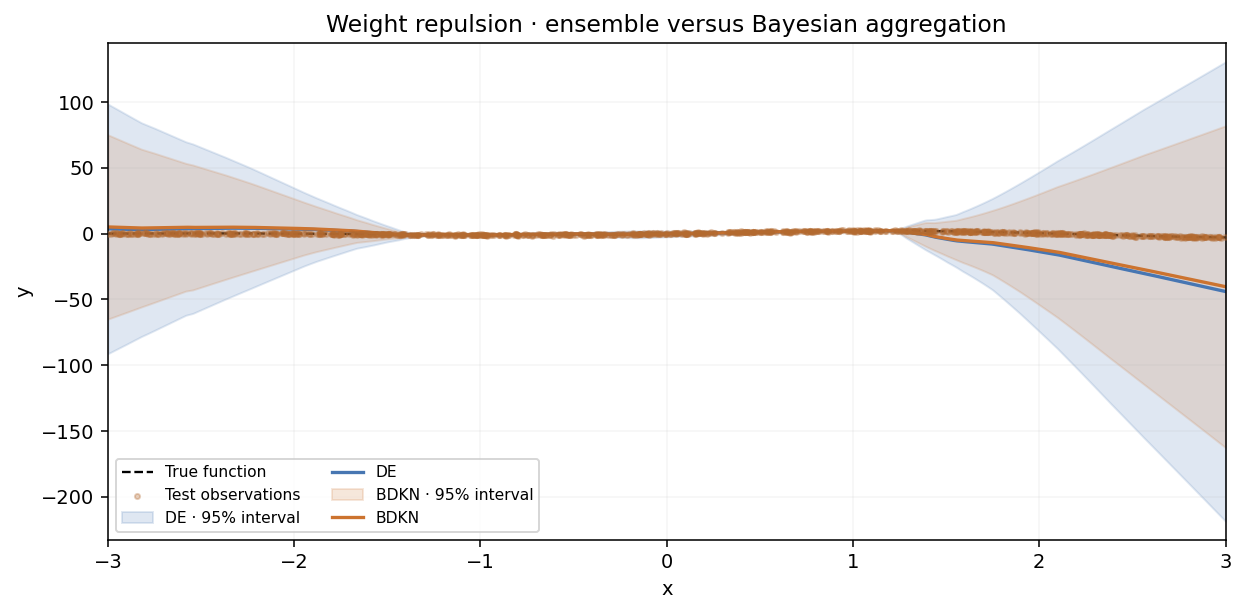 Weight repulsion · ensemble versus Bayesian aggregation
y
100
50
0
−50
−100
−150
−200
True function
Test observations
DE · 95% interval
DE
BDKN · 95% interval
BDKN
−3
−2
−1
0
1
2
3
x